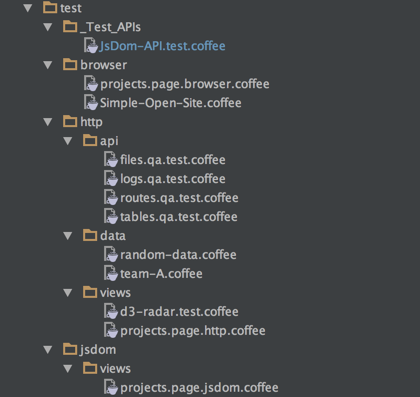 test
_Test_APIs
JsDom-API.test.coffee
browser
projects.page.browser.coffee
Simple-Open-Site.coffee
http
api
files.qa.test.coffee
logs.qa.test.coffee
routes.qa.test.coffee
tables.qa.test.coffee
data
random-data.coffee
team-A.coffee
views
d3-radar.test.coffee
projects.page.http.coffee
jsdom
views
projects.page.jsdom.coffee